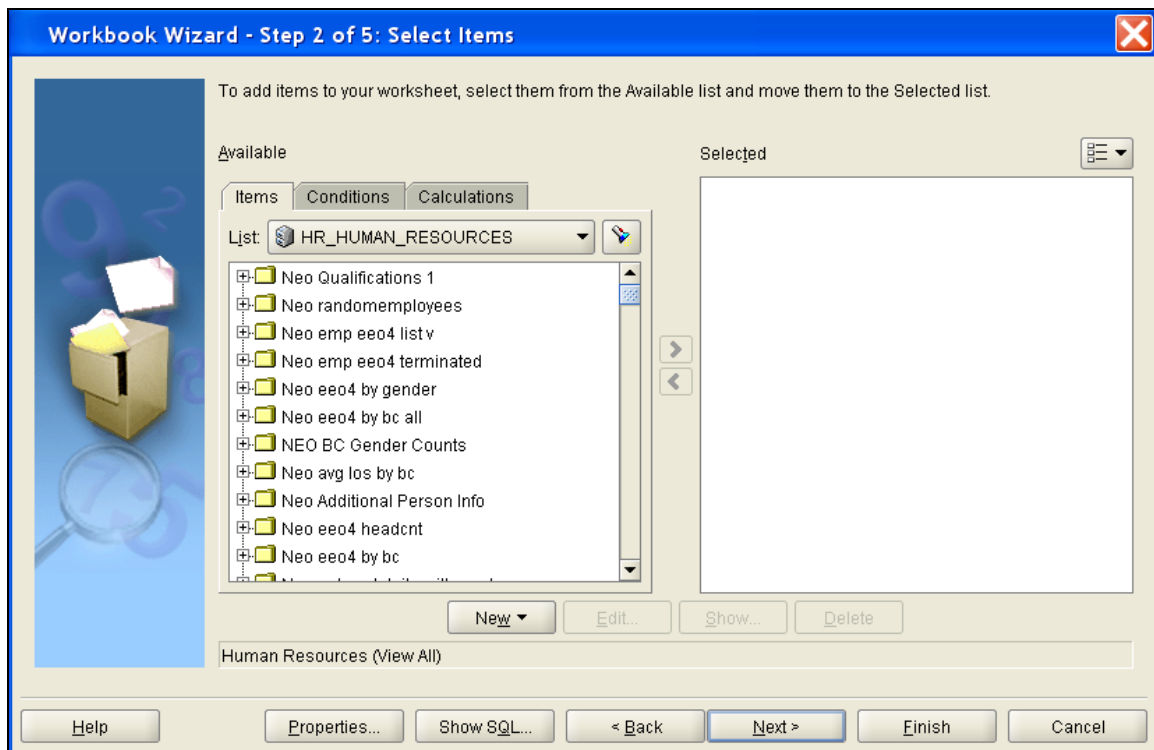 Workbook Wizard - Step 2 of 5: Select Items
To add items to your worksheet, select them from the Available list and move them to the Selected list.
Available
Selected
Items Conditions Calculations
List: HR_HUMAN_RESOURCES
Neo Qualifications 1
Neo randomemployees
Neo emp eeo4 list v
Neo emp eeo4 terminated
Neo eeo4 by gender
Neo eeo4 by bc all
NEO BC Gender Counts
Neo avg los by bc
Neo Additional Person Info
Neo eeo4 headcnt
Neo eeo4 by bc
New Edit... Show... Delete
Human Resources (View All)
Help Properties... Show SQL... < Back Next > Finish Cancel